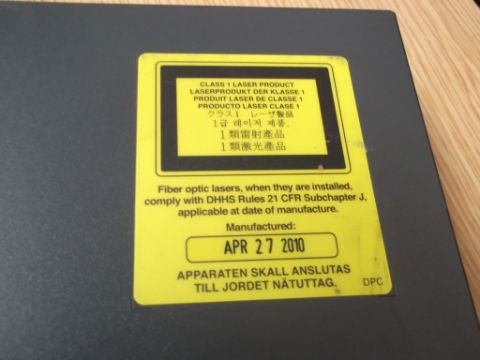 CLASS 1 LASER PRODUCT
LASERPRODUKT DER KLASSE 1
PRODUIT LASER DE CLASSE 1
PRODUCTO LASER CLASE 1
クラス1 レーザ製品
1급 레이저 제품.
1類雷射產品
1類激光產品
Fiber optic lasers, when they are installed,
comply with DHHS Rules 21 CFR Subchapter J,
applicable at date of manufacture.
Manufactured:
APR 27 2010
APPARATEN SKALL ANSLUTAS
TILL JORDET NÄTUTTAG.
DPC